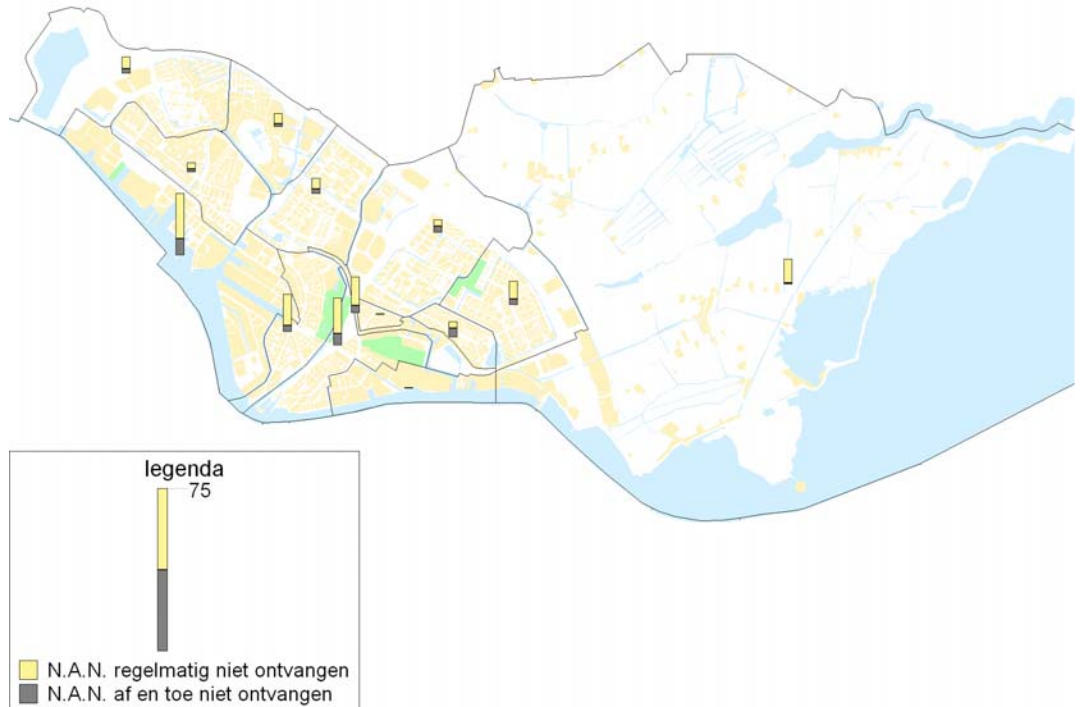 legenda
75
N.A.N. regelmatig niet ontvangen
N.A.N. af en toe niet ontvangen